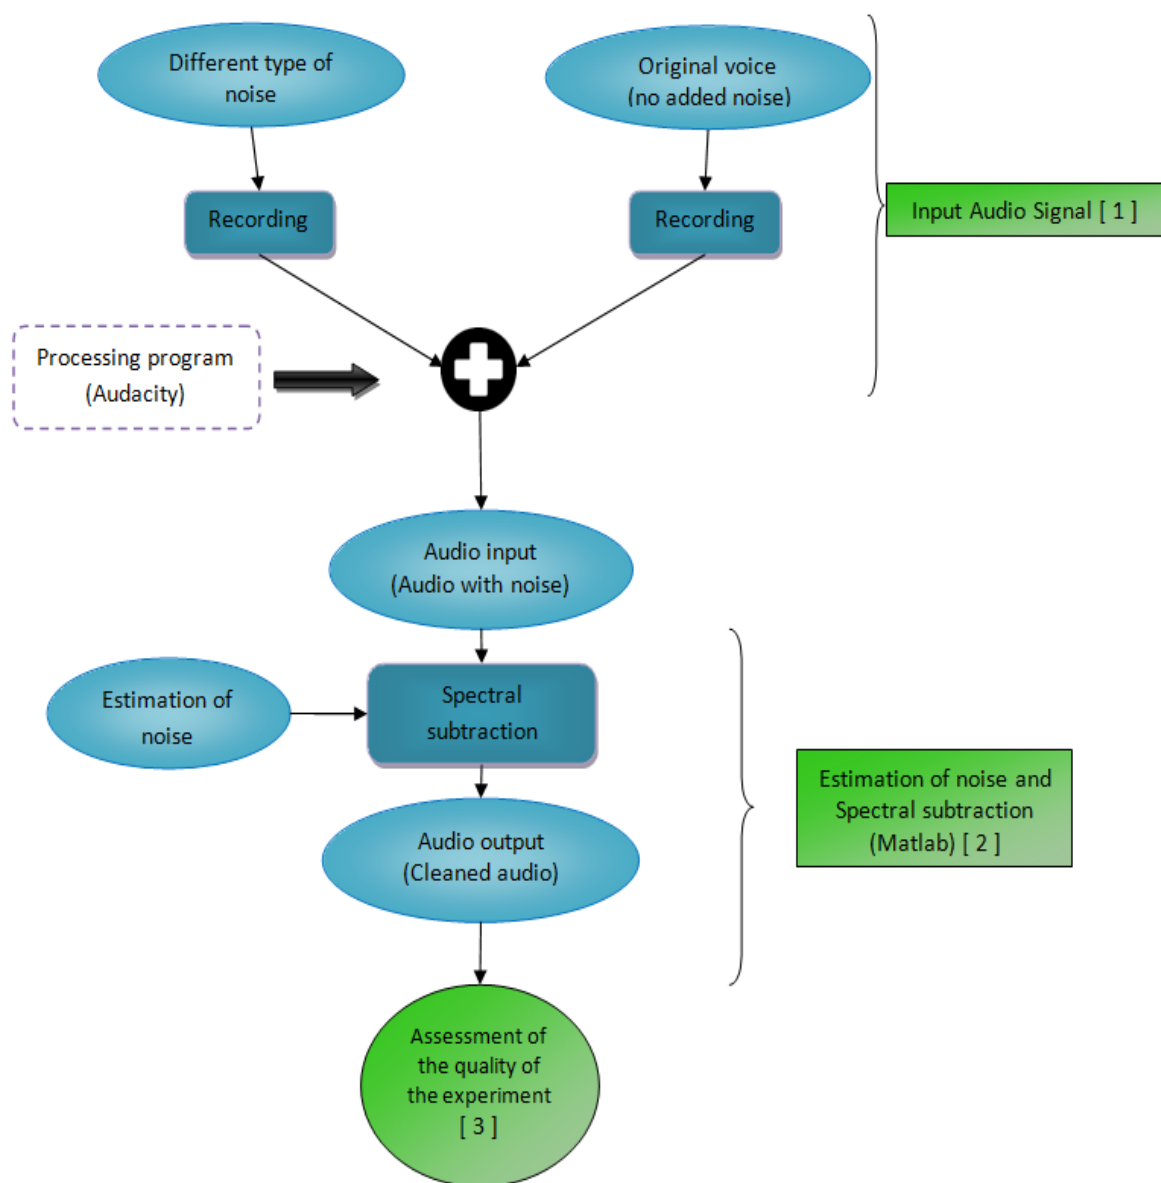 Different type of
noise
Original voice
(no added noise)
Recording
Recording
Input Audio Signal [ 1 ]
Processing program
(Audacity)
Audio input
(Audio with noise)
Estimation of
noise
Spectral
subtraction
Estimation of noise and
Spectral subtraction
(Matlab) [ 2 ]
Audio output
(Cleaned audio)
Assessment of
the quality of
the experiment
[ 3 ]